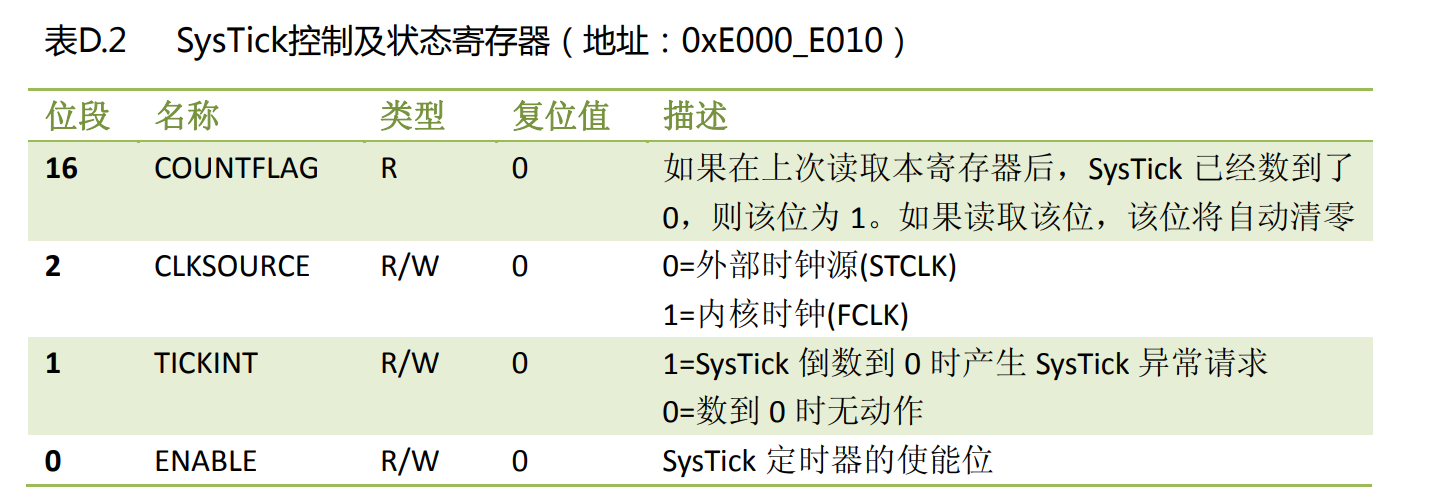 表D.2 SysTick控制及状态寄存器（地址：0xE000_E010）
位段 名称 类型 复位值 描述
16 COUNTFLAG R 0 如果在上次读取本寄存器后，SysTick 已经数到了
0，则该位为 1。如果读取该位，该位将自动清零
2 CLKSOURCE R/W 0 0=外部时钟源(STCLK)
1=内核时钟(FCLK)
1 TICKINT R/W 0 1=SysTick 倒数到 0 时产生 SysTick 异常请求
0=数到 0 时无动作
0 ENABLE R/W 0 SysTick 定时器的使能位